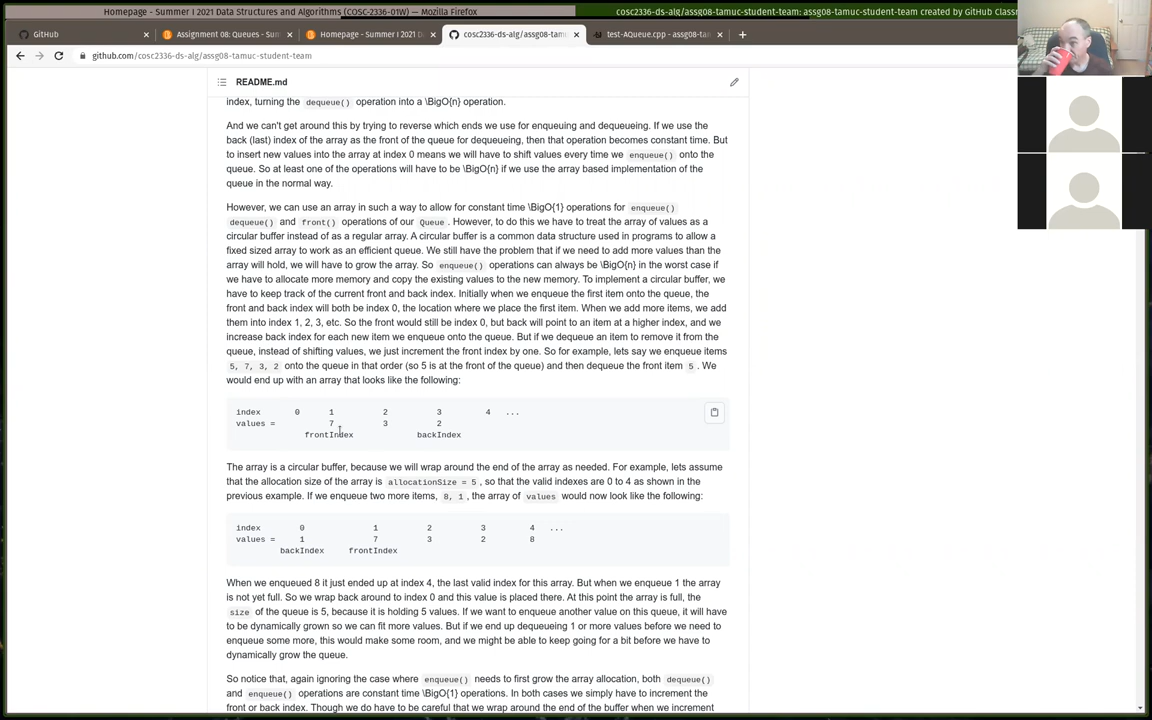 Homepage - Summer I 2021 Data Structures and Algorithms (COSC-2336-01W) — Mozilla Firefox
cosc2336-ds-alg/assg08-tamuc-student-team: assg08-tamuc-student-team created by GitHub Classr
GitHub
Assignment 08: Queues - Sum
Homepage - Summer I 2021 D
cosc2336-ds-alg/assg08-tam
test-AQueue.cpp - assg08-ta
github.com/cosc2336-ds-alg/assg08-tamuc-student-team
README.md
index, turning the dequeue() operation into a \BigO{n} operation.
And we can't get around this by trying to reverse which ends we use for enqueuing and dequeueing. If we use the
back (last) index of the array as the front of the queue for dequeueing, then that operation becomes constant time. But
to insert new values into the array at index 0 means we will have to shift values every time we enqueue() onto the
queue. So at least one of the operations will have to be \BigO{n} if we use the array based implementation of the
queue in the normal way.
However, we can use an array in such a way to allow for constant time \BigO{1} operations for enqueue()
dequeue() and front() operations of our Queue. However, to do this we have to treat the array of values as a
circular buffer instead of as a regular array. A circular buffer is a common data structure used in programs to allow a
fixed sized array to work as an efficient queue. We still have the problem that if we need to add more values than the
array will hold, we will have to grow the array. So enqueue() operations can always be \BigO{n} in the worst case if
we have to allocate more memory and copy the existing values to the new memory. To implement a circular buffer, we
have to keep track of the current front and back index. Initially when we enqueue the first item onto the queue, the
front and back index will both be index 0, the location where we place the first item. When we add more items, we add
them into index 1, 2, 3, etc. So the front would still be index 0, but back will point to an item at a higher index, and we
increase back index for each new item we enqueue onto the queue. But if we dequeue an item to remove it from the
queue, instead of shifting values, we just increment the front index by one. So for example, lets say we enqueue items
5, 7, 3, 2 onto the queue in that order (so 5 is at the front of the queue) and then dequeue the front item 5. We
would end up with an array that looks like the following:
index 0 1 2 3 4 ...
values = 7 3 2
frontIndex backIndex
The array is a circular buffer, because we will wrap around the end of the array as needed. For example, lets assume
that the allocation size of the array is allocationSize = 5, so that the valid indexes are 0 to 4 as shown in the
previous example. If we enqueue two more items, 8, 1, the array of values would now look like the following:
index 0 1 2 3 4 ...
values = 1 7 3 2 8
backIndex frontIndex
When we enqueued 8 it just ended up at index 4, the last valid index for this array. But when we enqueue 1 the array
is not yet full. So we wrap back around to index 0 and this value is placed there. At this point the array is full, the
size of the queue is 5, because it is holding 5 values. If we want to enqueue another value on this queue, it will have
to be dynamically grown so we can fit more values. But if we end up dequeueing 1 or more values before we need to
enqueue some more, this would make some room, and we might be able to keep going for a bit before we have to
dynamically grow the queue.
So notice that, again ignoring the case where enqueue() needs to first grow the array allocation, both dequeue()
and enqueue() operations are constant time \BigO{1} operations. In both cases we simply have to increment the
front or back index. Though we do have to be careful that we wrap around the end of the buffer when we increment